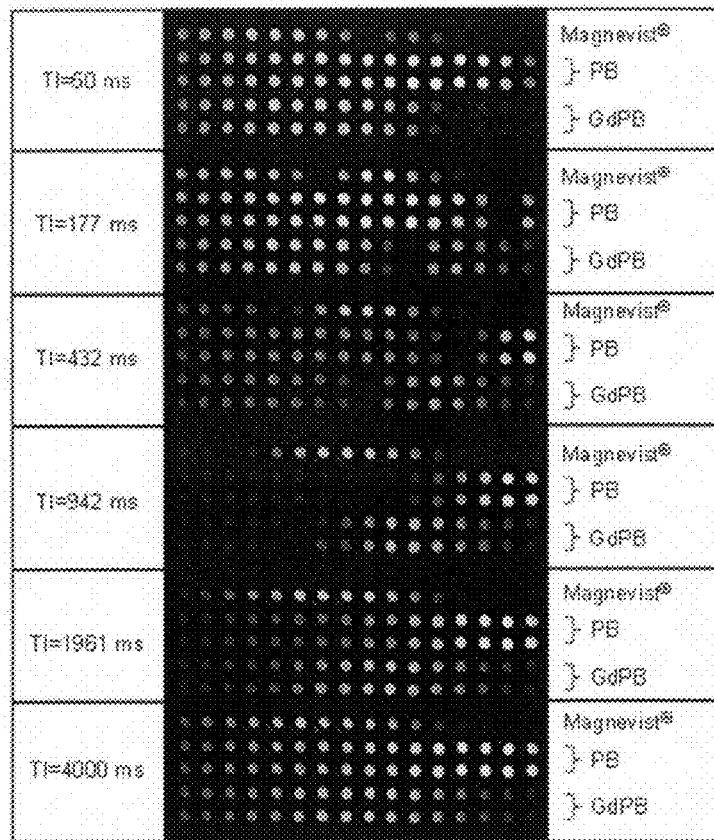 TI=50 ms
Magnevist®
} PB
} GdPB
TI=177 ms
Magnevist®
} PB
} GdPB
TI=432 ms
Magnevist®
} PB
} GdPB
TI=942 ms
Magnevist®
} PB
} GdPB
TI=1961 ms
Magnevist®
} PB
} GdPB
TI=4000 ms
Magnevist®
} PB
} GdPB